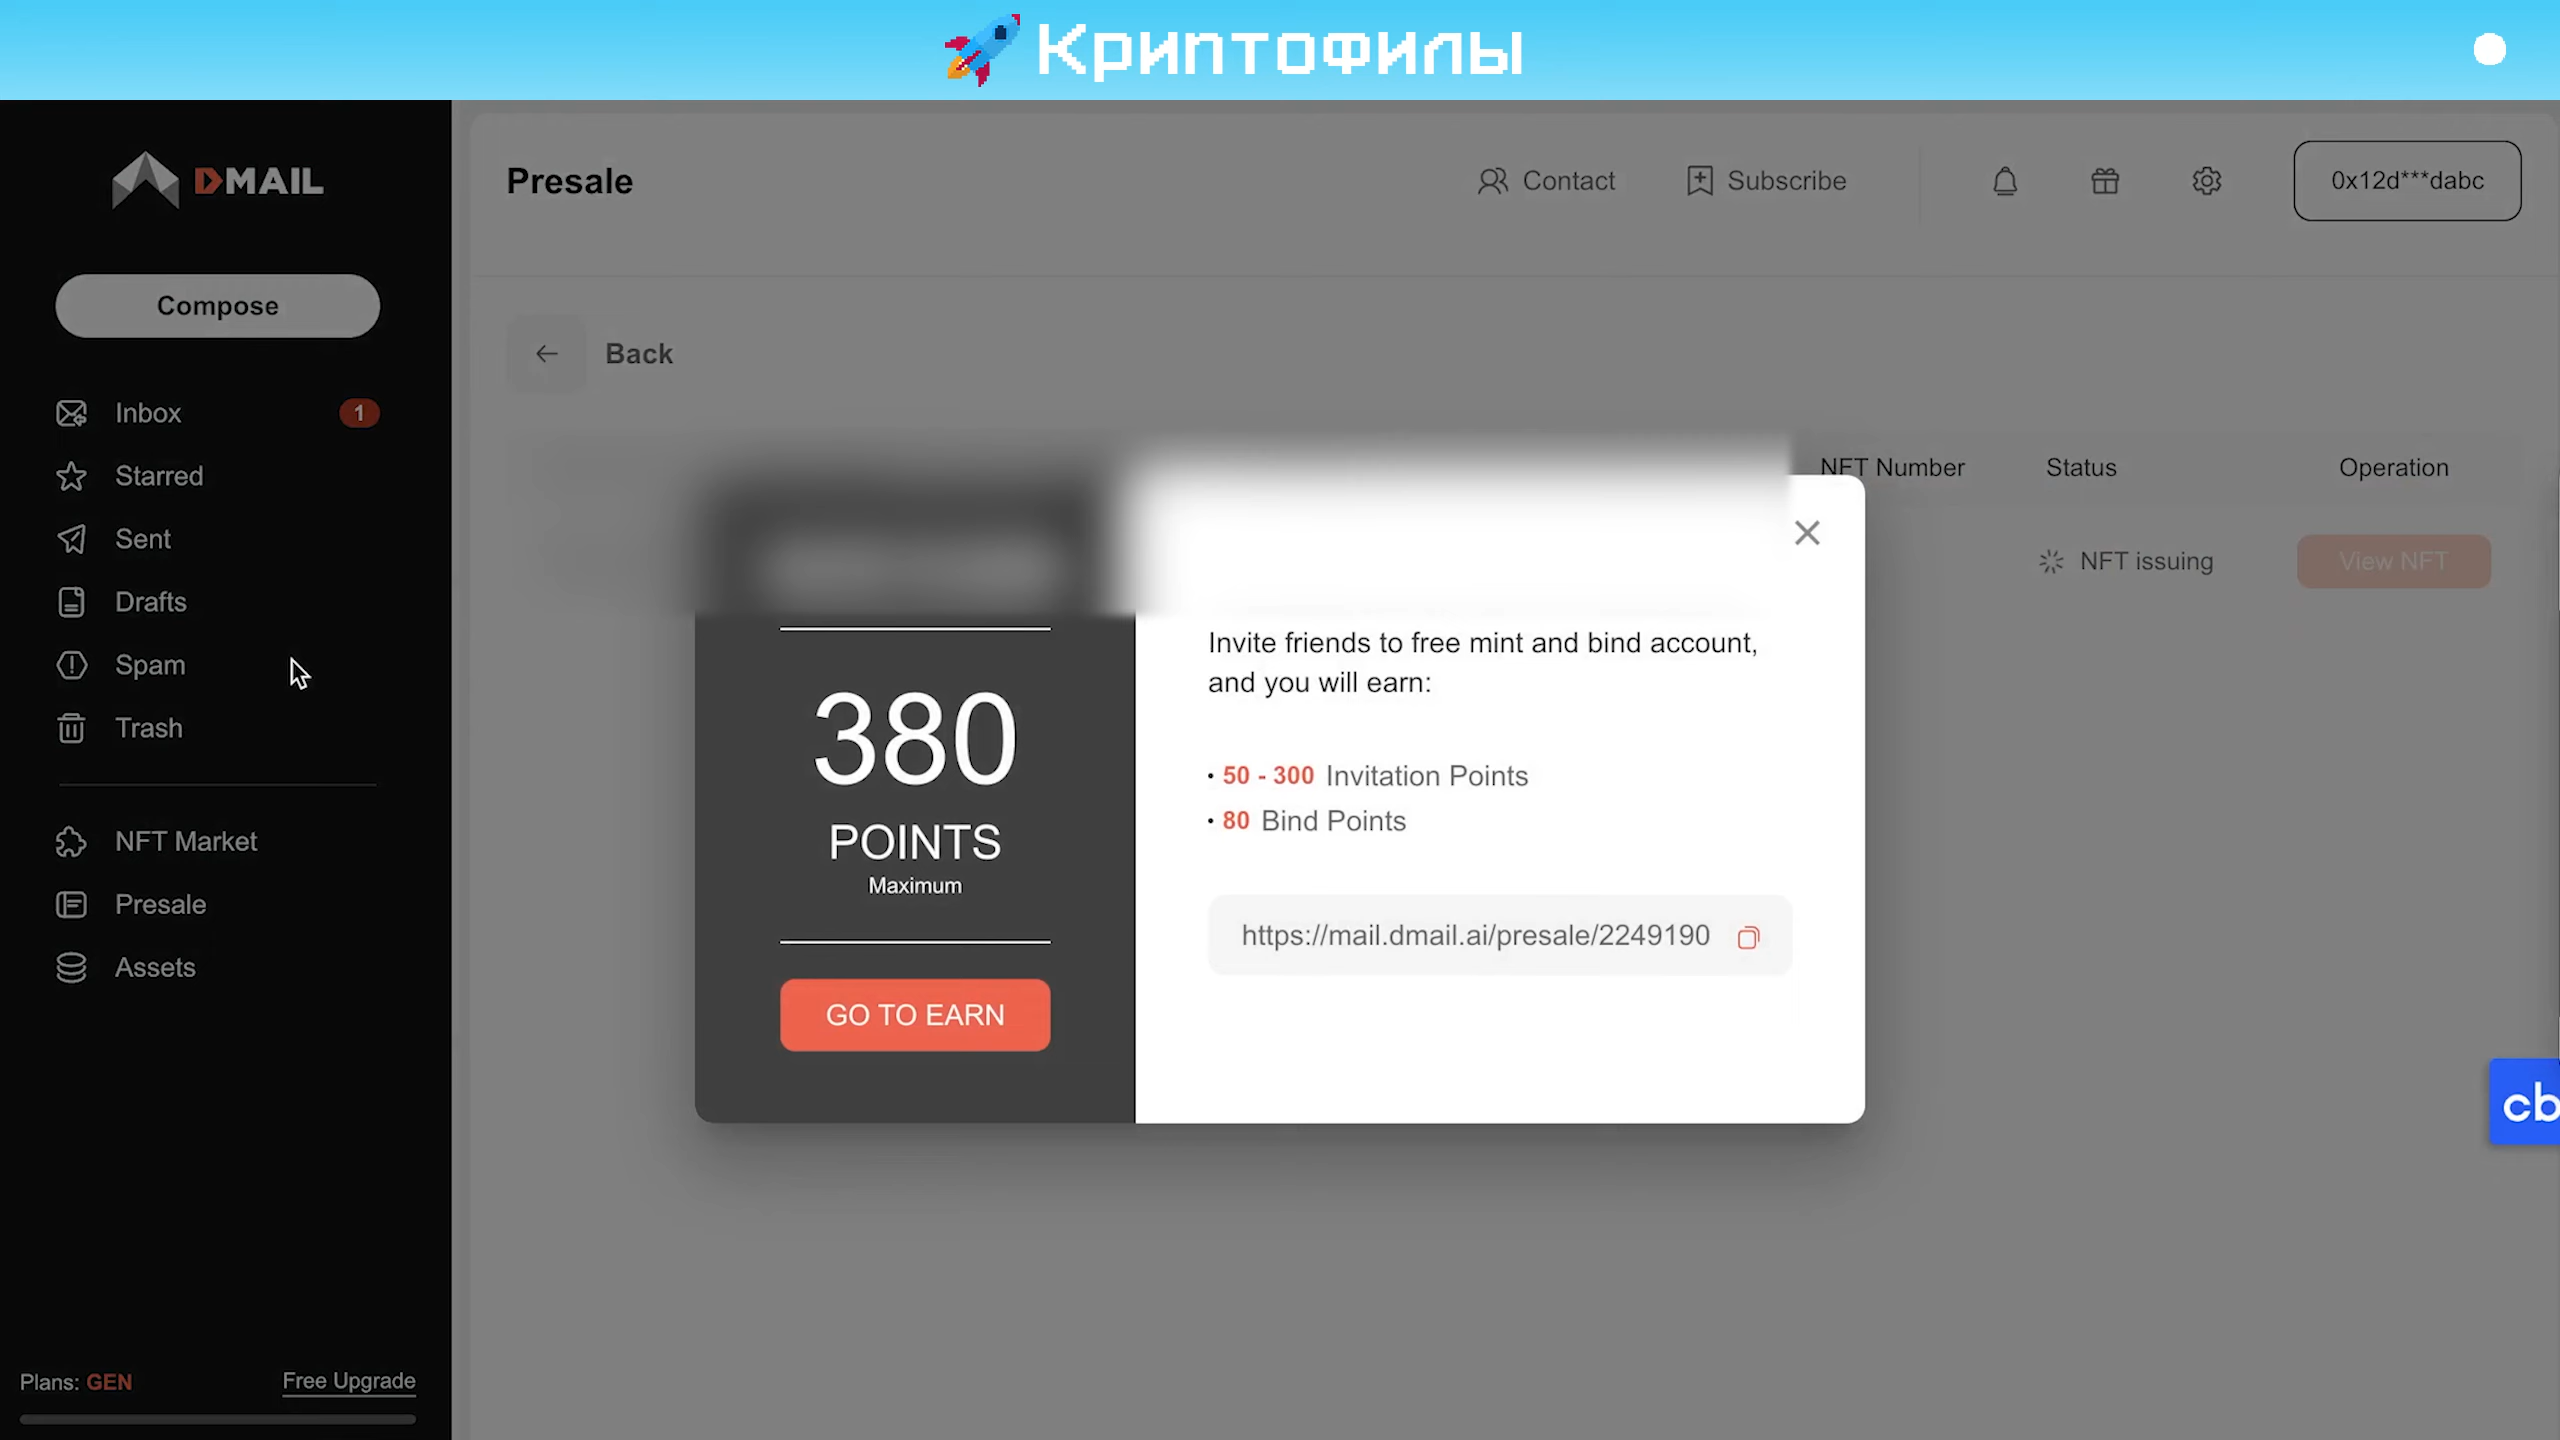 Криптофилы
DMAIL
Presale
Contact
Subscribe
0x12d***dabc
Compose
Back
Inbox
1
Starred
Sent
Drafts
Spam
Trash
NFT Market
Presale
Assets
Plans: GEN
Free Upgrade
NFT Number
Status
Operation
NFT issuing
View NFT
380
POINTS
Maximum
GO TO EARN
Invite friends to free mint and bind account,
and you will earn:
· 50 - 300 Invitation Points
· 80 Bind Points
https://mail.dmail.ai/presale/2249190
cb